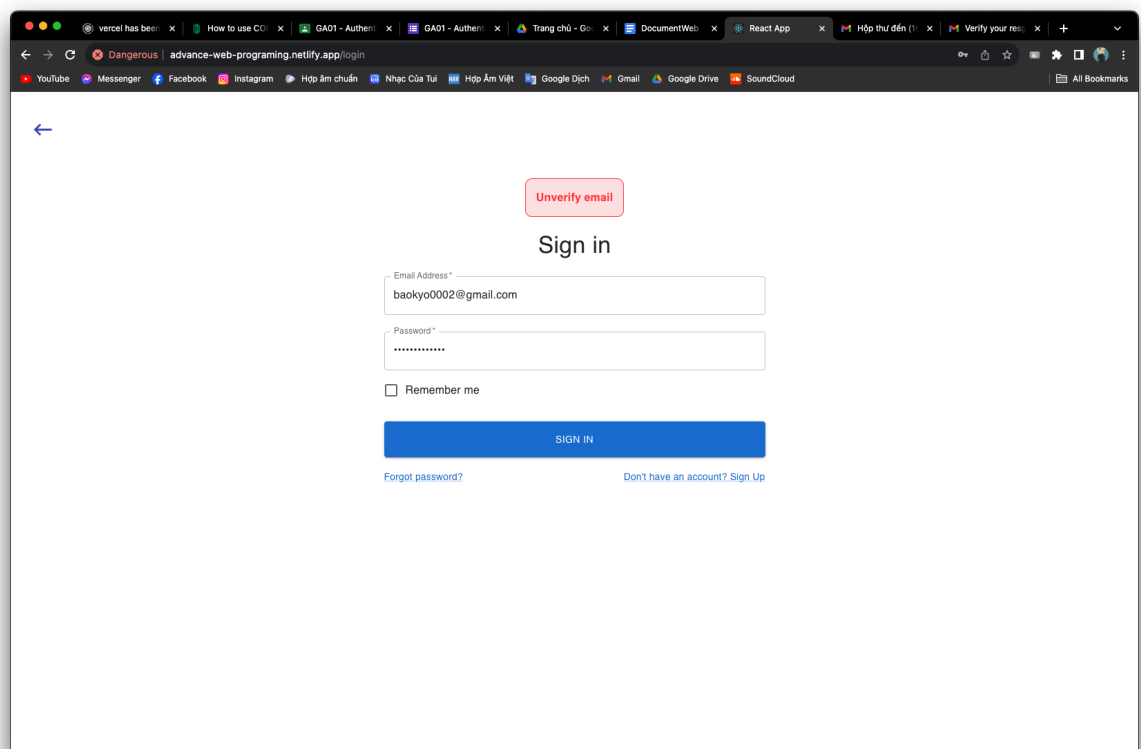 vercel has been
How to use CO
GA01 - Authent
GA01 - Authent
Trang chủ - Goo
DocumentWeb
React App
Hộp thư đến (1
Verify your resg
Dangerous advance-web-programing.netlify.app/login
YouTube Messenger Facebook Instagram Hợp âm chuẩn Nhạc Của Tui Hợp Âm Việt Google Dịch Gmail Google Drive SoundCloud All Bookmarks
Unverify email
Sign in
Email Address *
baokyo0002@gmail.com
Password *
Remember me
SIGN IN
Forgot password? Don't have an account? Sign Up